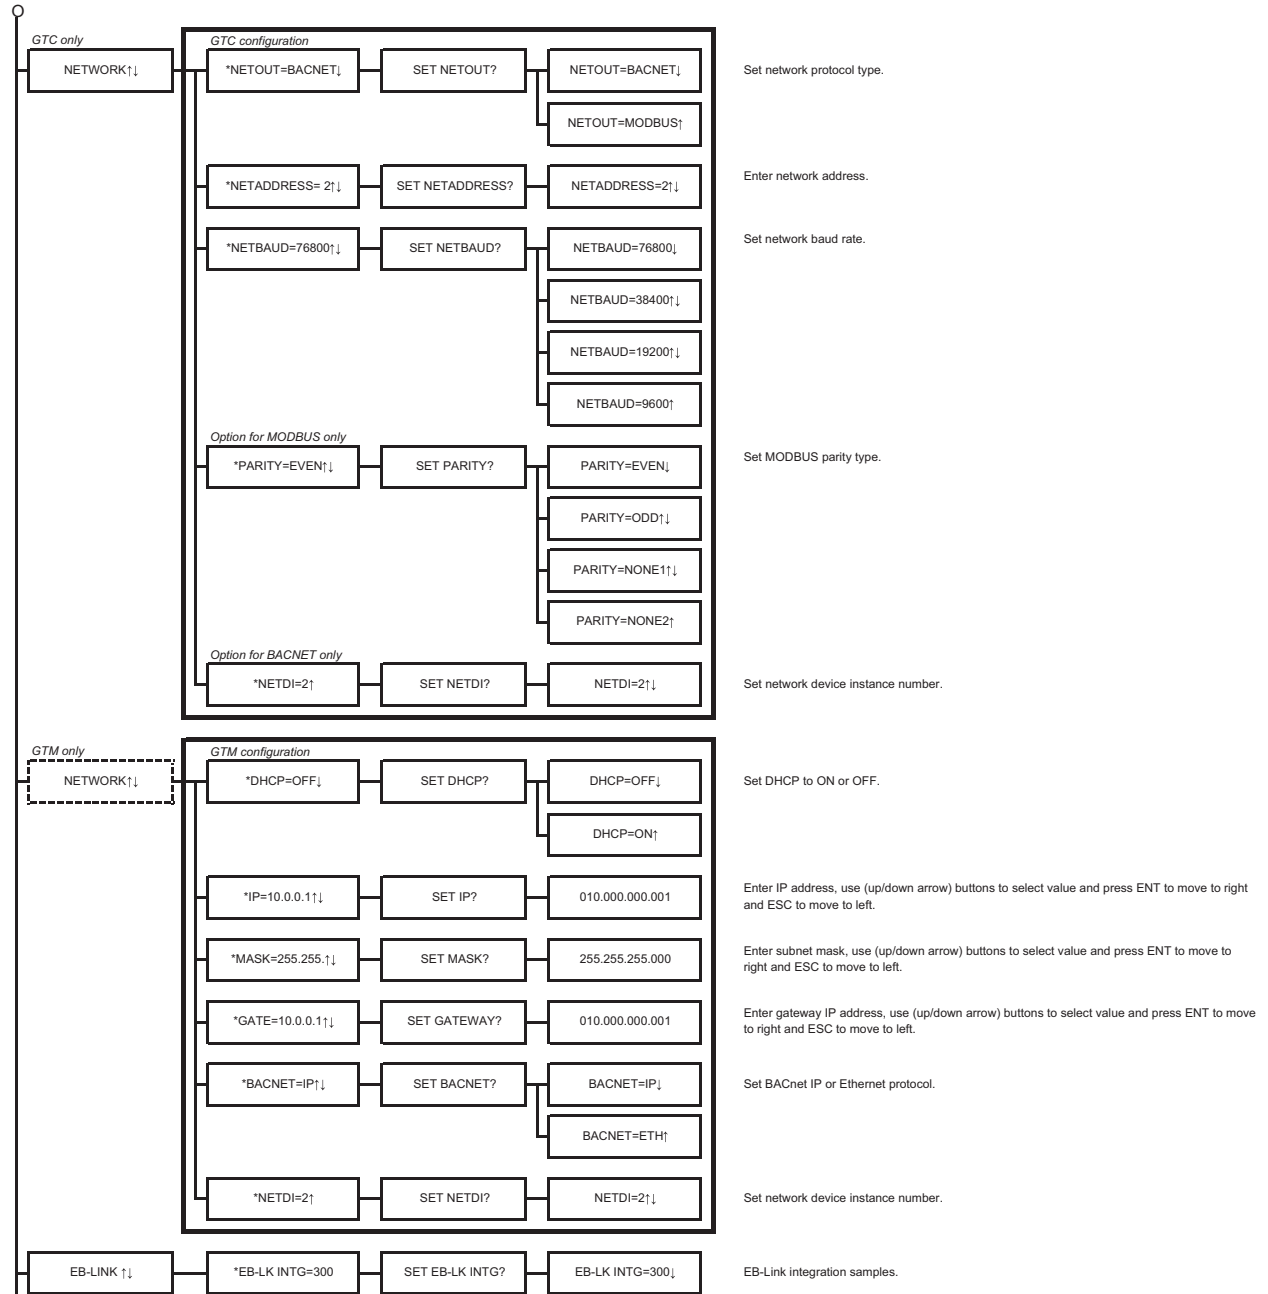 GTC only
GTC configuration
NETWORK↑↓
*NETOUT=BACNET↓
SET NETOUT?
NETOUT=BACNET↓
Set network protocol type.
NETOUT=MODBUS↑
*NETADDRESS= 2↑↓
SET NETADDRESS?
NETADDRESS=2↑↓
Enter network address.
*NETBAUD=76800↑↓
SET NETBAUD?
NETBAUD=76800↓
Set network baud rate.
NETBAUD=38400↑↓
NETBAUD=19200↑↓
NETBAUD=9600↑
Option for MODBUS only
*PARITY=EVEN↑↓
SET PARITY?
PARITY=EVEN↓
Set MODBUS parity type.
PARITY=ODD↑↓
PARITY=NONE1↑↓
PARITY=NONE2↑
Option for BACNET only
*NETDI=2↑
SET NETDI?
NETDI=2↑↓
Set network device instance number.
GTM only
GTM configuration
NETWORK↑↓
*DHCP=OFF↓
SET DHCP?
DHCP=OFF↓
Set DHCP to ON or OFF.
DHCP=ON↑
*IP=10.0.0.1↑↓
SET IP?
010.000.000.001
Enter IP address, use (up/down arrow) buttons to select value and press ENT to move to right
and ESC to move to left.
*MASK=255.255.↑↓
SET MASK?
255.255.255.000
Enter subnet mask, use (up/down arrow) buttons to select value and press ENT to move to
right and ESC to move to left.
*GATE=10.0.0.1↑↓
SET GATEWAY?
010.000.000.001
Enter gateway IP address, use (up/down arrow) buttons to select value and press ENT to move
to right and ESC to move to left.
*BACNET=IP↑↓
SET BACNET?
BACNET=IP↓
Set BACnet IP or Ethernet protocol.
BACNET=ETH↑
*NETDI=2↑
SET NETDI?
NETDI=2↑↓
Set network device instance number.
EB-LINK ↑↓
*EB-LK INTG=300
SET EB-LK INTG?
EB-LK INTG=300↓
EB-Link integration samples.